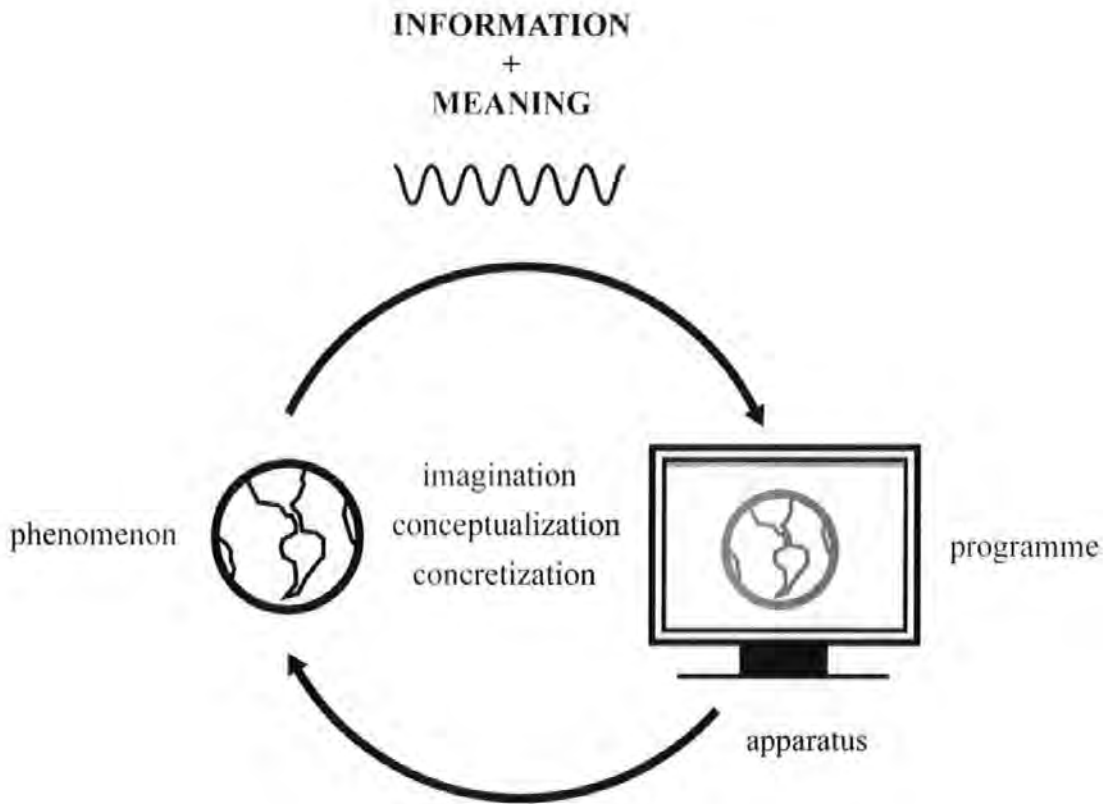 INFORMATION
+
MEANING
imagination
conceptualization
concretization
phenomenon
programme
apparatus